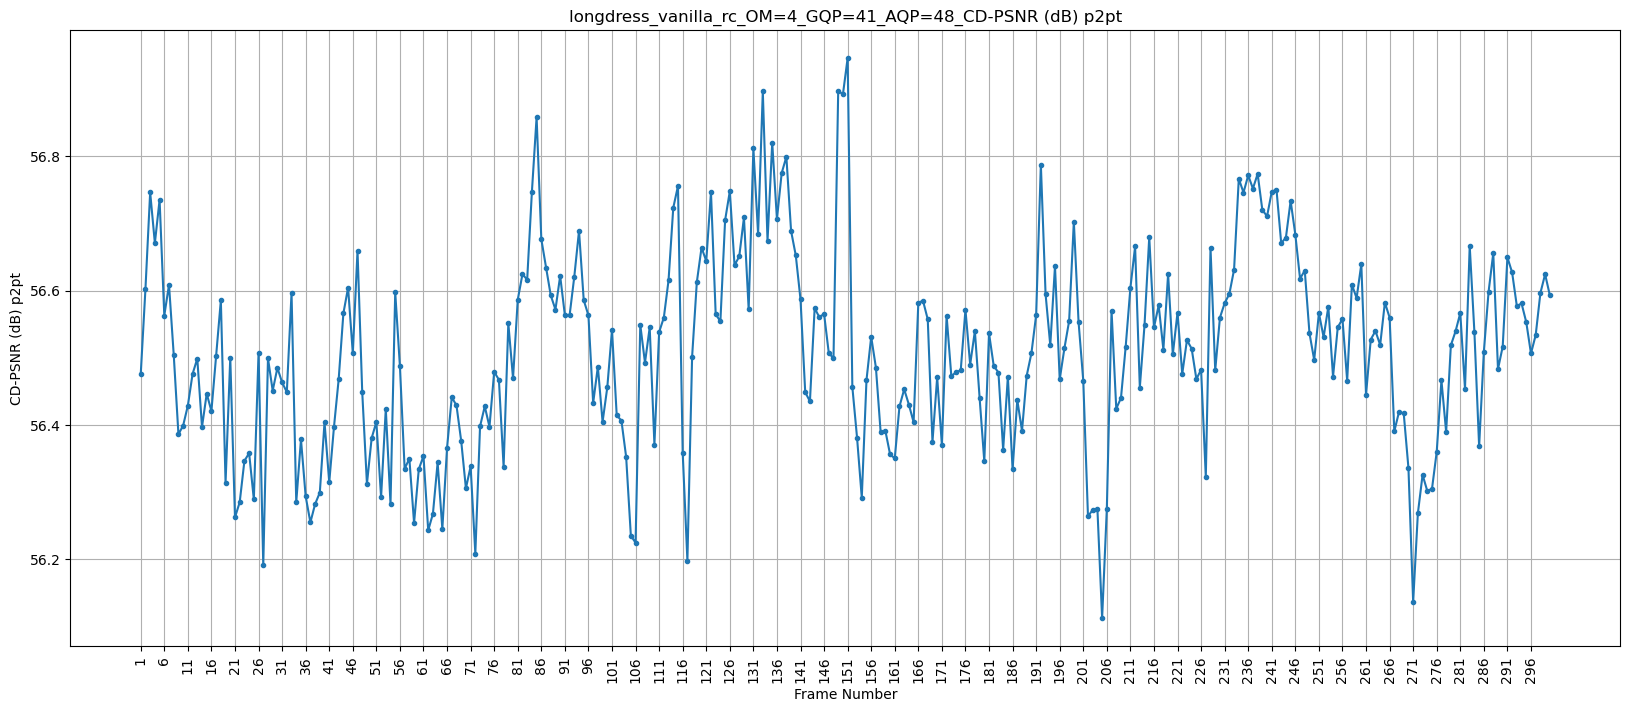 longdress_vanilla_rc_OM=4_GQP=41_AQP=48_CD-PSNR (dB) p2pt
CD-PSNR (dB) p2pt
56.8
56.6
56.4
56.2
1 6 11 16 21 26 31 36 41 46 51 56 61 66 71 76 81 86 91 96 101 106 111 116 121 126 131 136 141 146 151 156 161 166 171 176 181 186 191 196 201 206 211 216 221 226 231 236 241 246 251 256 261 266 271 276 281 286 291 296
Frame Number